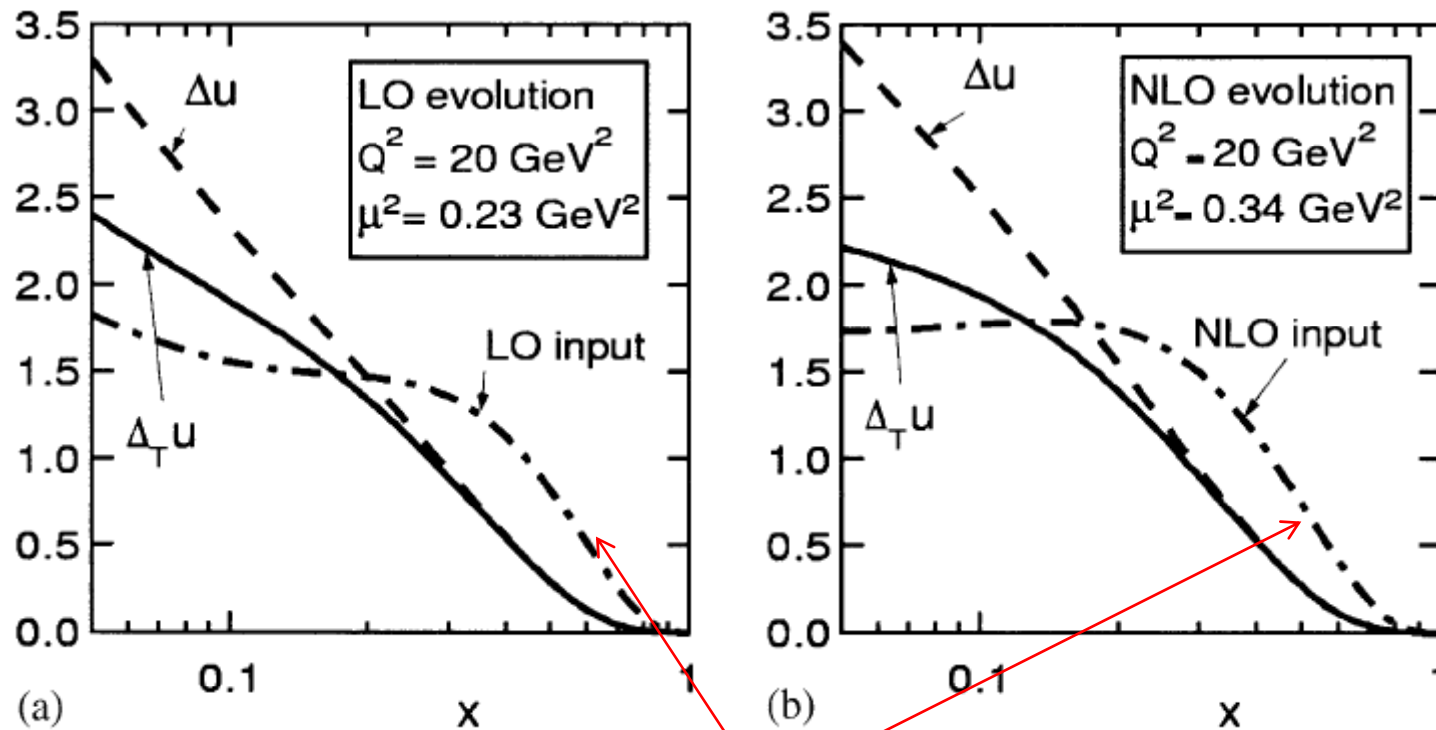 3.5
3.0
2.5
2.0
1.5
1.0
0.5
0.0
Δu
LO evolution
Q² = 20 GeV²
μ² = 0.23 GeV²
LO input
Δ_T u
0.1
1
x
(a)
3.5
3.0
2.5
2.0
1.5
1.0
0.5
0.0
Δu
NLO evolution
Q² - 20 GeV²
μ² - 0.34 GeV²
NLO input
Δ_T u
0.1
1
x
(b)